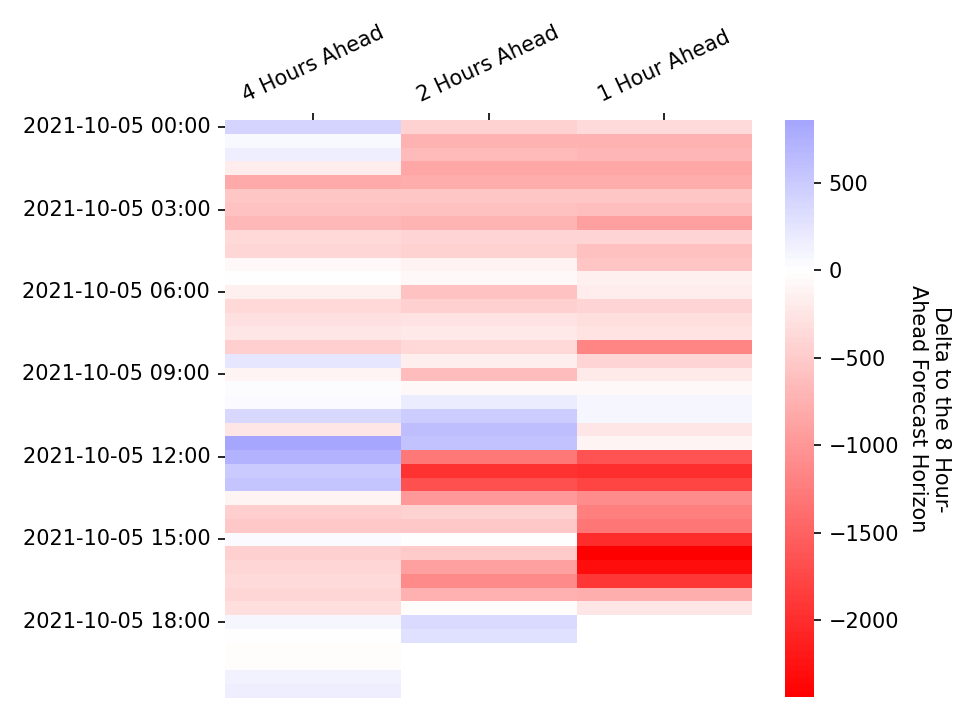 4 Hours Ahead
2 Hours Ahead
1 Hour Ahead
2021-10-05 00:00
2021-10-05 03:00
2021-10-05 06:00
2021-10-05 09:00
2021-10-05 12:00
2021-10-05 15:00
2021-10-05 18:00
500
0
−500
−1000
−1500
−2000
Delta to the 8 Hour-
Ahead Forecast Horizon